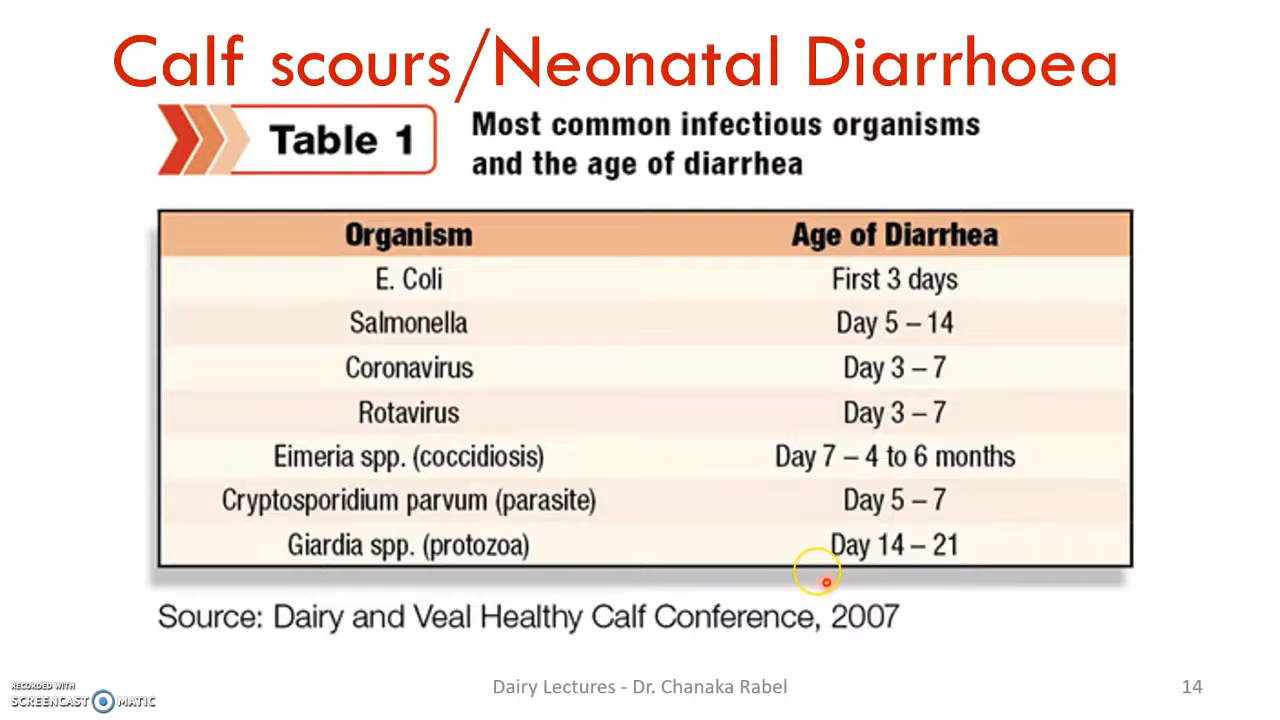 Calf scours/Neonatal Diarrhoea
Table 1
Most common infectious organisms
and the age of diarrhea
Organism Age of Diarrhea
E. Coli First 3 days
Salmonella Day 5 – 14
Coronavirus Day 3 – 7
Rotavirus Day 3 – 7
Eimeria spp. (coccidiosis) Day 7 – 4 to 6 months
Cryptosporidium parvum (parasite) Day 5 – 7
Giardia spp. (protozoa) Day 14 – 21
Source: Dairy and Veal Healthy Calf Conference, 2007
RECORDED WITH
SCREENCAST MATIC
Dairy Lectures - Dr. Chanaka Rabel
14